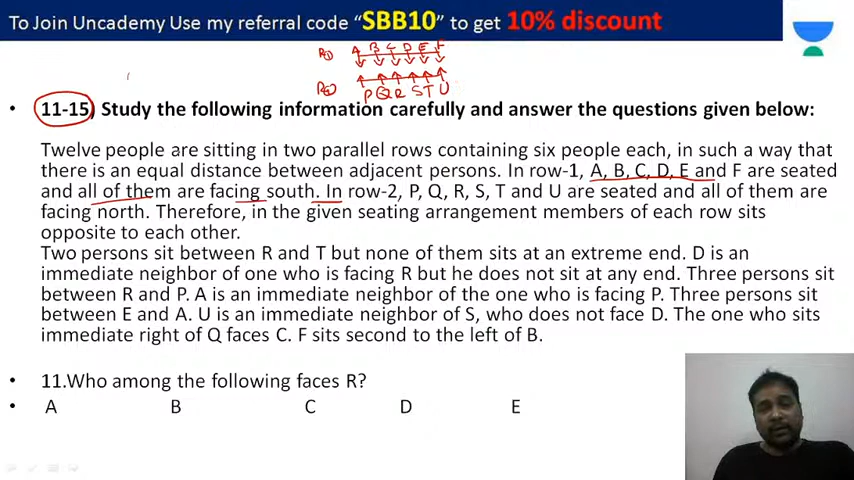 To Join Uncademy Use my referral code “SBB10” to get 10% discount
R① A B C D E F
R② P Q R S T U
• 11-15) Study the following information carefully and answer the questions given below:
Twelve people are sitting in two parallel rows containing six people each, in such a way that
there is an equal distance between adjacent persons. In row-1, A, B, C, D, E and F are seated
and all of them are facing south. In row-2, P, Q, R, S, T and U are seated and all of them are
facing north. Therefore, in the given seating arrangement members of each row sits
opposite to each other.
Two persons sit between R and T but none of them sits at an extreme end. D is an
immediate neighbor of one who is facing R but he does not sit at any end. Three persons sit
between R and P. A is an immediate neighbor of the one who is facing P. Three persons sit
between E and A. U is an immediate neighbor of S, who does not face D. The one who sits
immediate right of Q faces C. F sits second to the left of B.
• 11.Who among the following faces R?
• A B C D E